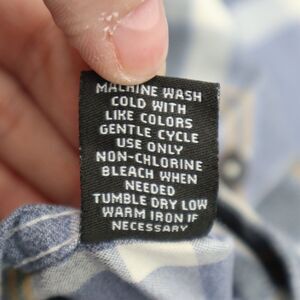 MACHINE WASH
COLD WITH
LIKE COLORS
GENTLE CYCLE
USE ONLY
NON-CHLORINE
BLEACH WHEN
NEEDED
TUMBLE DRY LOW
WARM IRON IF
NECESSARY